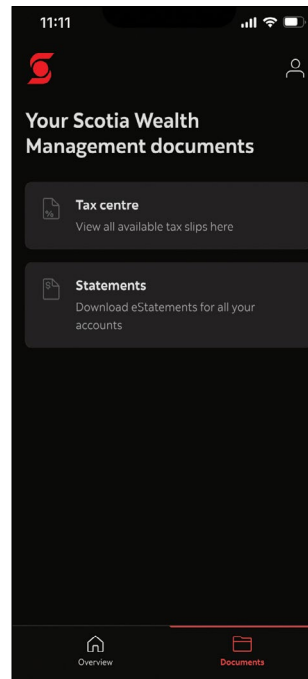 11:11
Your Scotia Wealth
Management documents
Tax centre
View all available tax slips here
Statements
Download eStatements for all your
accounts
Overview
Documents